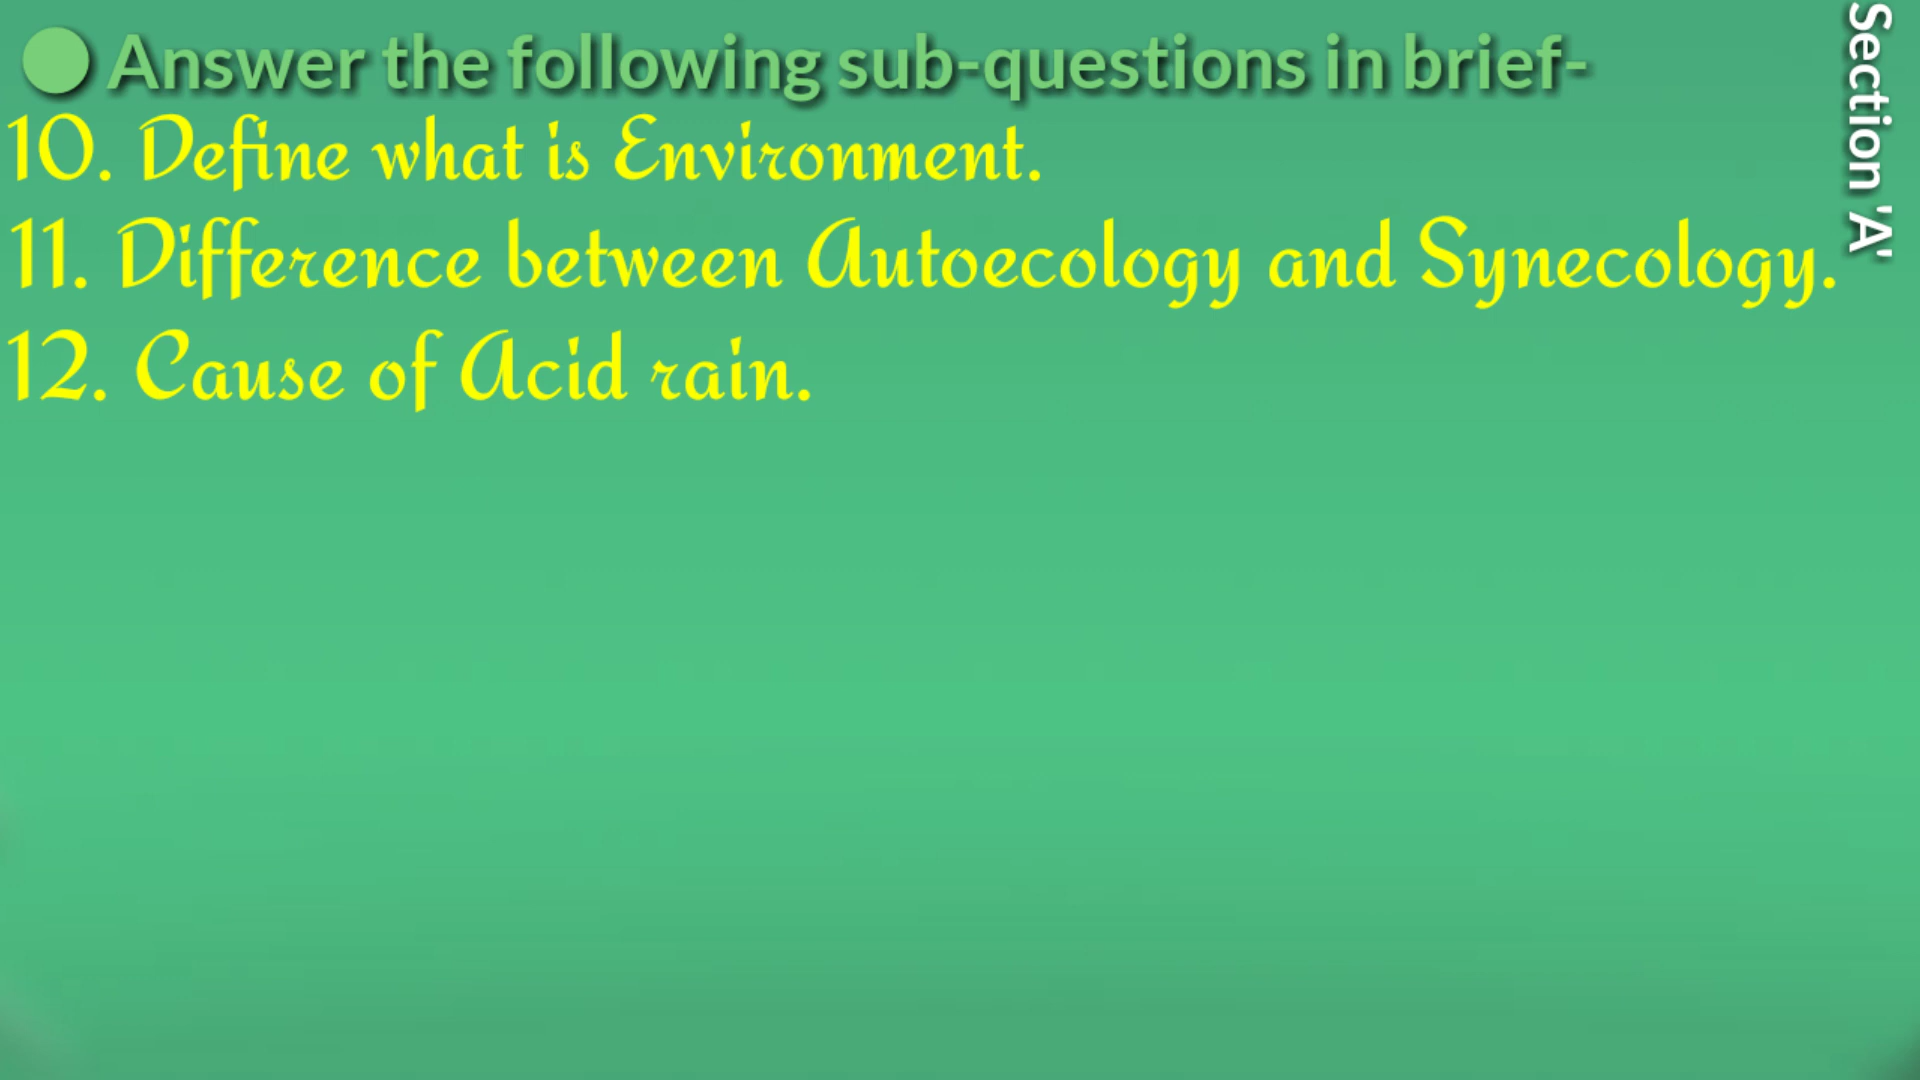 Answer the following sub-questions in brief-
10. Define what is Environment.
11. Difference between Autoecology and Synecology.
12. Cause of Acid rain.
Section 'A'